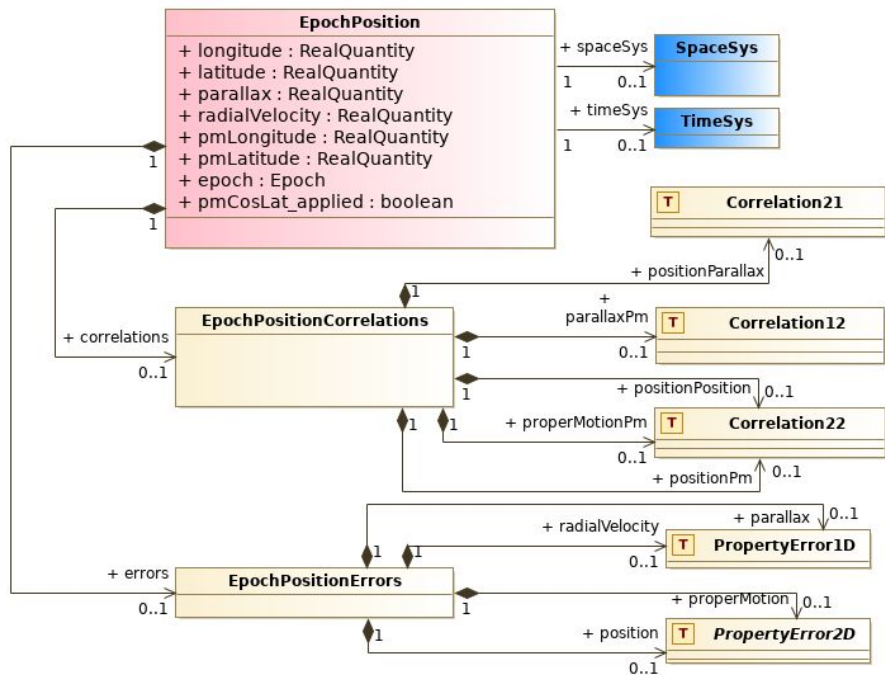 EpochPosition
+ longitude : RealQuantity
+ latitude : RealQuantity
+ parallax : RealQuantity
+ radialVelocity : RealQuantity
+ pmLongitude : RealQuantity
+ pmLatitude : RealQuantity
+ epoch : Epoch
+ pmCosLat_applied : boolean
1
1
+ spaceSys
1
0..1
SpaceSys
+ timeSys
1
0..1
TimeSys
T
Correlation21
0..1
+ positionParallax
1
EpochPositionCorrelations
+ correlations
0..1
+
parallaxPm
1
0..1
T
Correlation12
+ positionPosition
1
0..1
T
Correlation22
+ properMotionPm
1
0..1
1
+ positionPm
0..1
0..1
+ parallax
1
+ radialVelocity
1
0..1
T
PropertyError1D
EpochPositionErrors
+ errors
0..1
1
+ properMotion
0..1
1
+ position
0..1
T
PropertyError2D